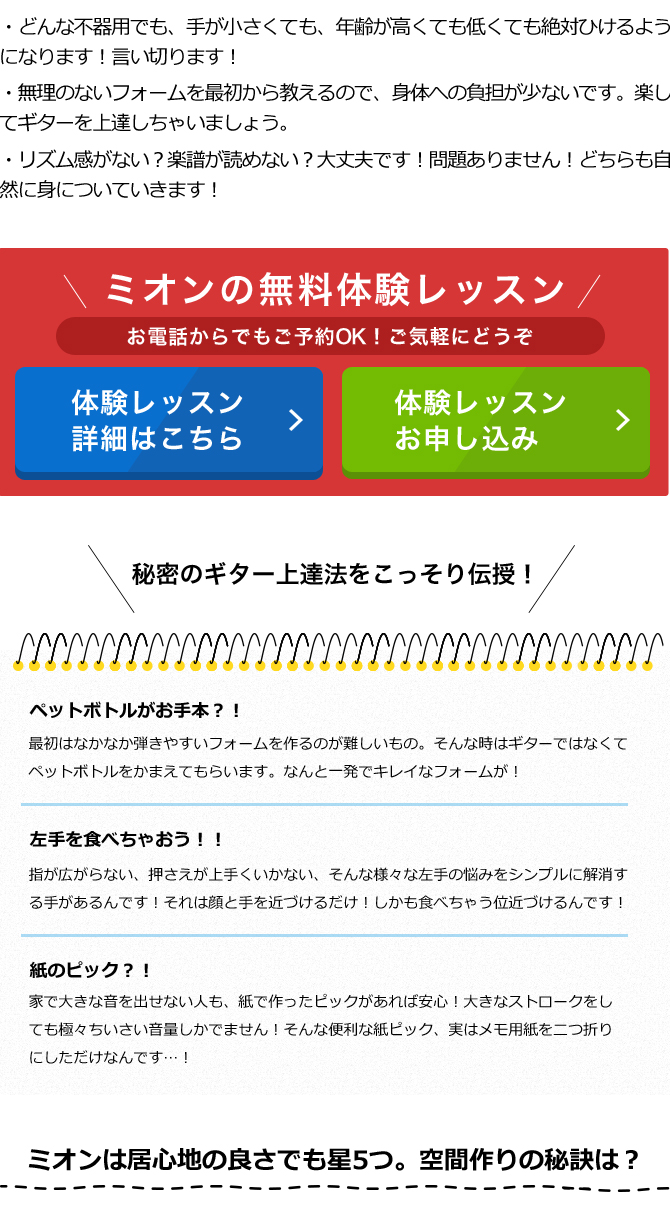 ・どんな不器用でも、手が小さくても、年齢が高くても低くても絶対ひけるよう
になります！言い切ります！
・無理のないフォームを最初から教えるので、身体への負担が少ないです。楽し
てギターを上達しちゃいましょう。
・リズム感がない？楽譜が読めない？大丈夫です！問題ありません！どちらも自
然に身についていきます！
ミオンの無料体験レッスン
お電話からでもご予約OK！ご気軽にどうぞ
体験レッスン
詳細はこちら
体験レッスン
お申し込み
秘密のギター上達法をこっそり伝授！
ペットボトルがお手本？！
最初はなかなか弾きやすいフォームを作るのが難しいもの。そんな時はギターではなくて
ペットボトルをかまえてもらいます。なんと一発でキレイなフォームが！
左手を食べちゃおう！！
指が広がらない、押さえが上手くいかない、そんな様々な左手の悩みをシンプルに解消す
る手があるんです！それは顔と手を近づけるだけ！しかも食べちゃう位近づけるんです！
紙のピック？！
家で大きな音を出せない人も、紙で作ったピックがあれば安心！大きなストロークをし
ても極々ちいさい音量しかでません！そんな便利な紙ピック、実はメモ用紙を二つ折り
にしただけなんです…！
ミオンは居心地の良さでも星5つ。空間作りの秘訣は？